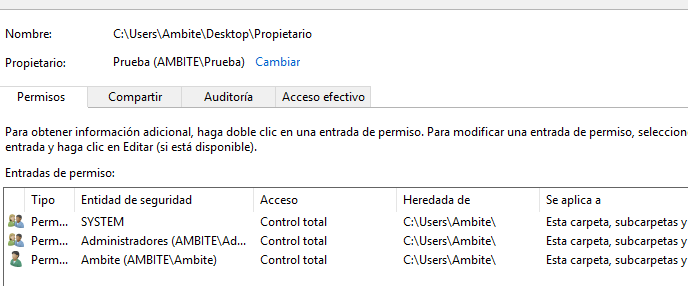 Nombre: C:\Users\Ambite\Desktop\Propietario
Propietario: Prueba (AMBITE\Prueba) Cambiar
Permisos Compartir Auditoría Acceso efectivo
Para obtener información adicional, haga doble clic en una entrada de permiso. Para modificar una entrada de permiso, seleccion
entrada y haga clic en Editar (si está disponible).
Entradas de permiso:
Tipo Entidad de seguridad Acceso Heredada de Se aplica a
Perm... SYSTEM Control total C:\Users\Ambite\ Esta carpeta, subcarpetas y
Perm... Administradores (AMBITE\Ad... Control total C:\Users\Ambite\ Esta carpeta, subcarpetas y
Perm... Ambite (AMBITE\Ambite) Control total C:\Users\Ambite\ Esta carpeta, subcarpetas y